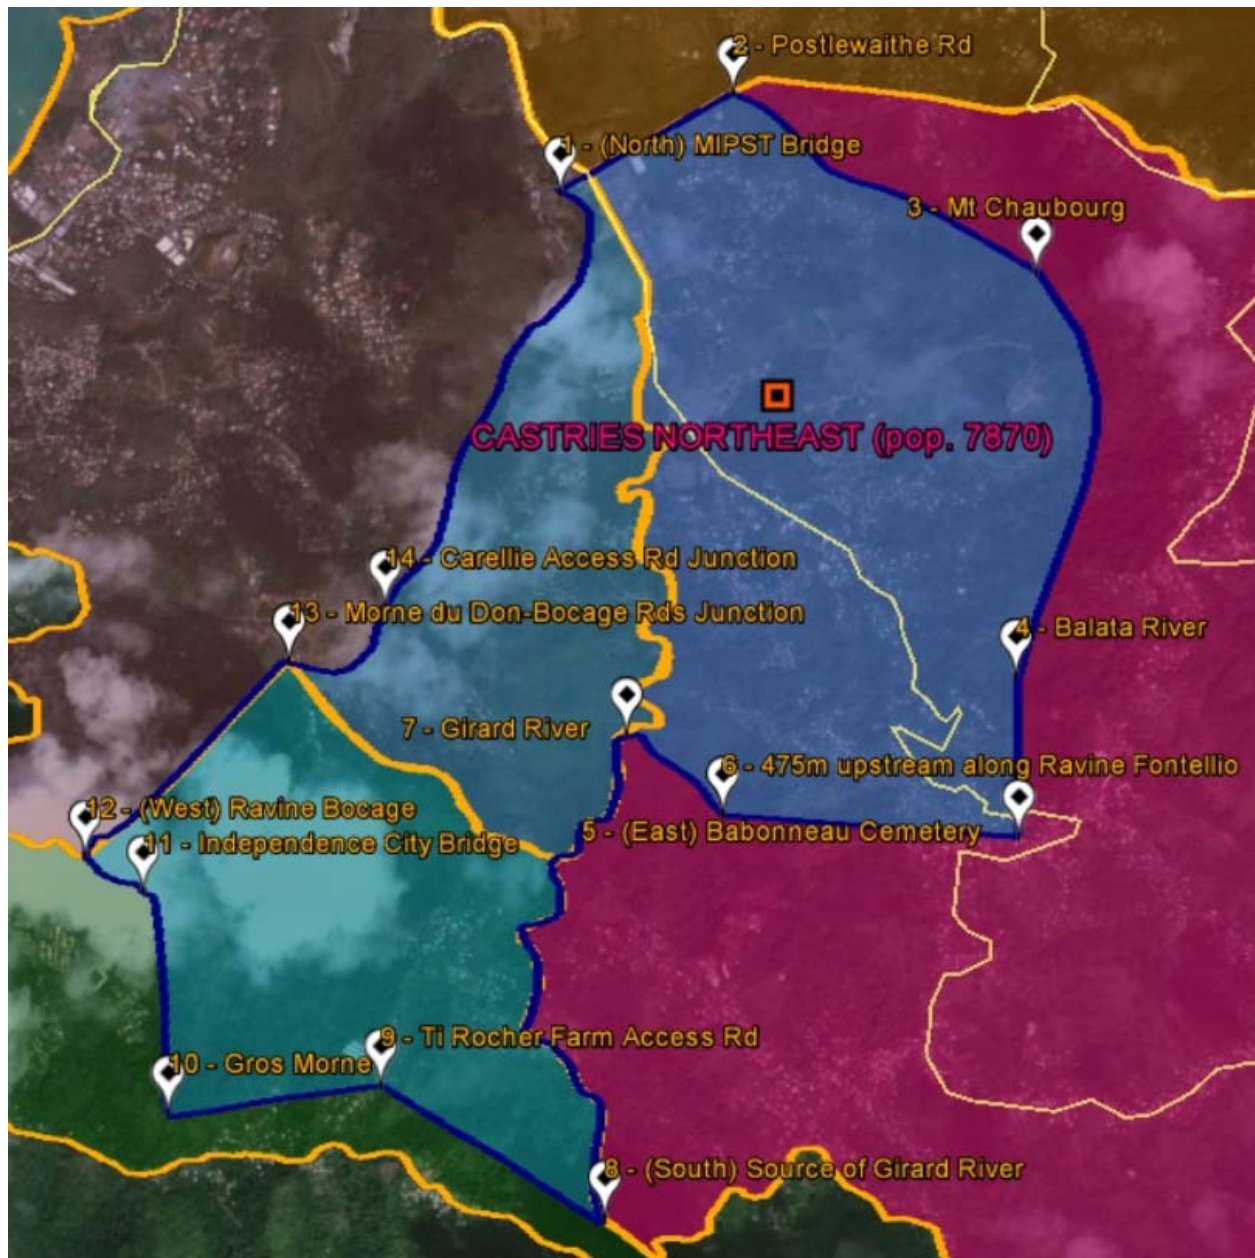 2 - Postlewaithe Rd
1 - (North) MIPST Bridge
3 - Mt Chaubourg
CASTRIES NORTHEAST (pop. 7870)
14 - Carellie Access Rd Junction
13 - Morne du Don-Bocage Rds Junction
4 - Balata River
7 - Girard River
6 - 475m upstream along Ravine Fontellio
12 - (West) Ravine Bocage
5 - (East) Babonneau Cemetery
11 - Independence City Bridge
9 - Ti Rocher Farm Access Rd
10 - Gros Morne
8 - (South) Source of Girard River